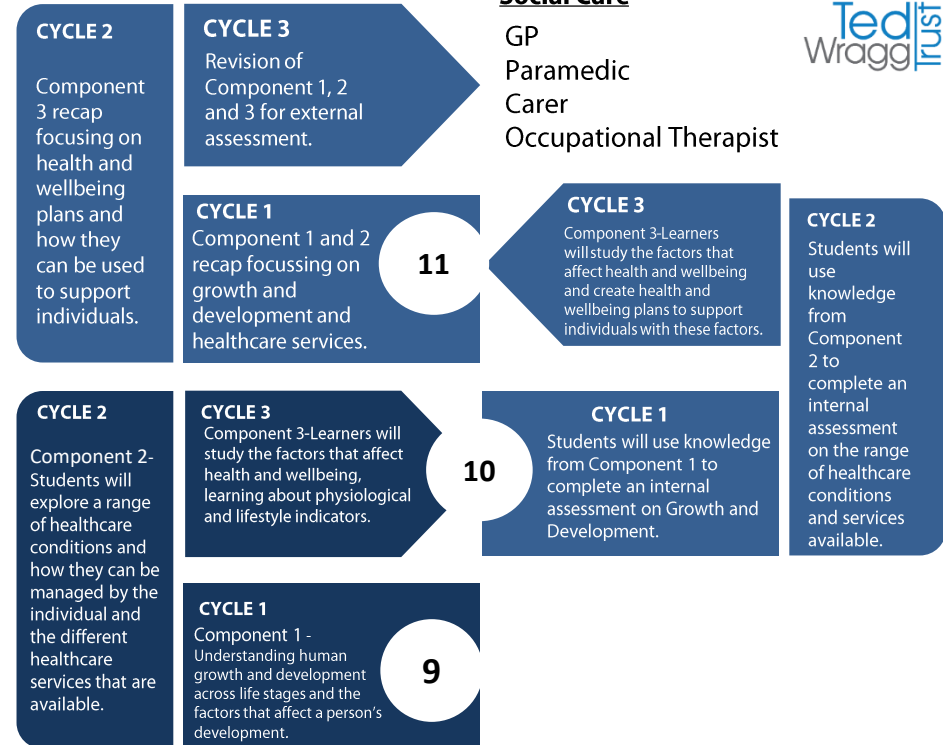 Social Care
GP
Paramedic
Carer
Occupational Therapist
Ted
Wragg
Trust
CYCLE 2
Component
3 recap
focusing on
health and
wellbeing
plans and
how they
can be used
to support
individuals.
CYCLE 3
Revision of
Component 1, 2
and 3 for external
assessment.
CYCLE 1
Component 1 and 2
recap focussing on
growth and
development and
healthcare services.
11
CYCLE 3
Component 3-Learners
will study the factors that
affect health and wellbeing
and create health and
wellbeing plans to support
individuals with these factors.
CYCLE 2
Students will
use
knowledge
from
Component
2 to
complete an
internal
assessment
on the range
of healthcare
conditions
and services
available.
CYCLE 2
Component 2-
Students will
explore a range
of healthcare
conditions and
how they can be
managed by the
individual and
the different
healthcare
services that are
available.
CYCLE 3
Component 3-Learners will
study the factors that affect
health and wellbeing,
learning about physiological
and lifestyle indicators.
10
CYCLE 1
Students will use knowledge
from Component 1 to
complete an internal
assessment on Growth and
Development.
CYCLE 1
Component 1 -
Understanding human
growth and development
across life stages and the
factors that affect a person's
development.
9